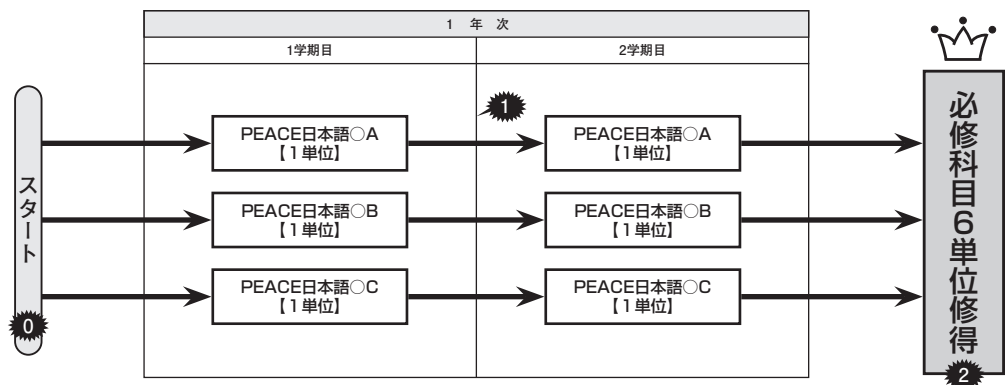 1 年 次
1学期目
2学期目
スタート
0
1
PEACE日本語○A
【1単位】
PEACE日本語○A
【1単位】
PEACE日本語○B
【1単位】
PEACE日本語○B
【1単位】
PEACE日本語○C
【1単位】
PEACE日本語○C
【1単位】
必修科目6単位修得
2